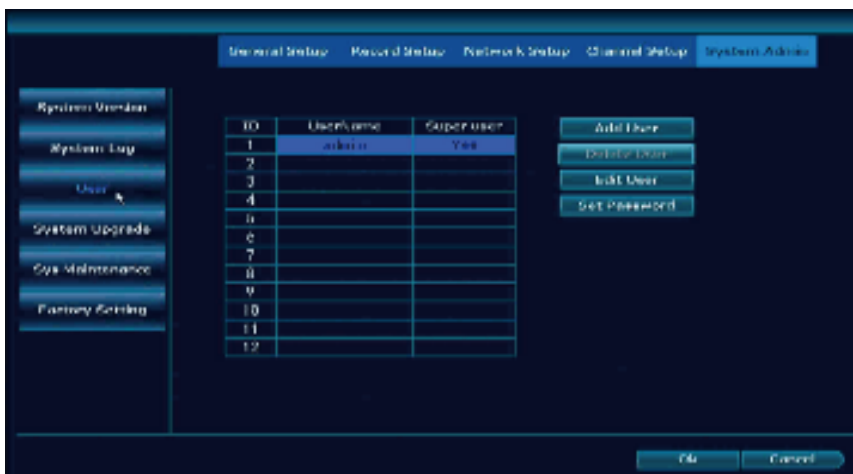 General Setup Record Setup Network Setup Channel Setup System Admin
System Version
System Log
User
System Upgrade
Sys Maintenance
Factory Setting
ID UserName Super user
1 admin Yes
2
3
4
5
6
7
8
9
10
11
12
Add User
Delete User
Edit User
Set Password
Ok Cancel